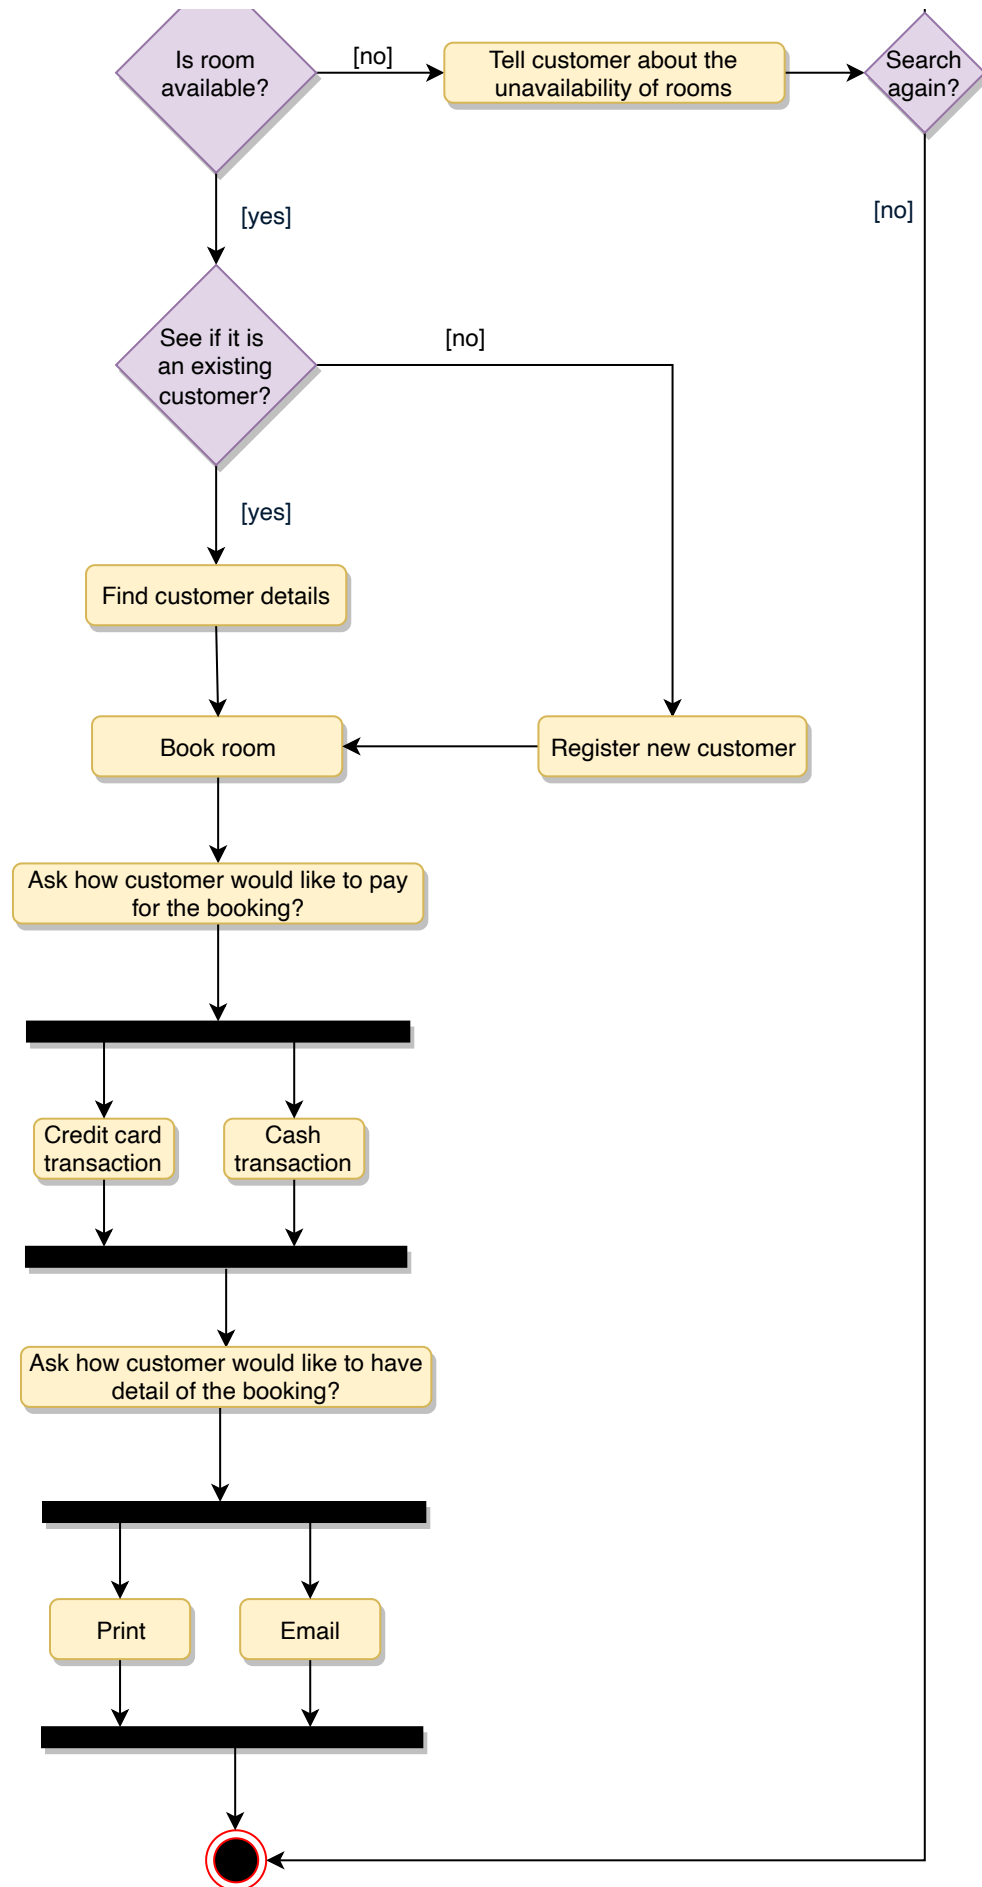 Is room
available?
[no]
Tell customer about the
unavailability of rooms
Search
again?
[yes]
[no]
See if it is
an existing
customer?
[no]
[yes]
Find customer details
Book room
Register new customer
Ask how customer would like to pay
for the booking?
Credit card
transaction
Cash
transaction
Ask how customer would like to have
detail of the booking?
Print
Email